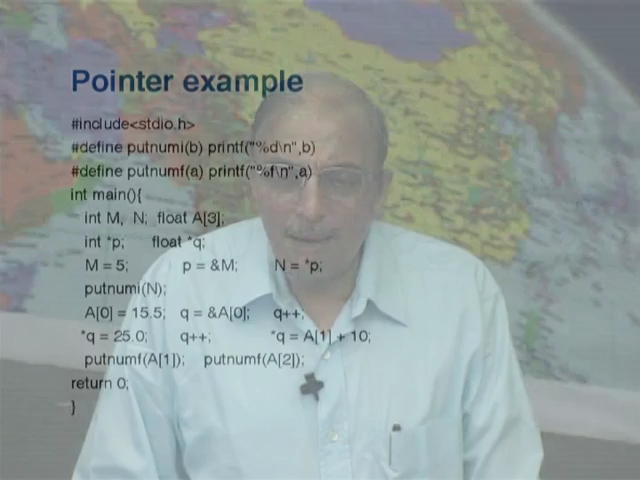 Pointer example
#include<stdio.h>
#define putnumi(b) printf("%d\n",b)
#define putnumf(a) printf("%f\n",a)
int main(){
int M, N; float A[3];
int *p; float *q;
M = 5; p = &M; N = *p;
putnumi(N);
A[0] = 15.5; q = &A[0]; q++;
*q = 25.0; q++; *q = A[1] + 10;
putnumf(A[1]); putnumf(A[2]);
return 0;
}